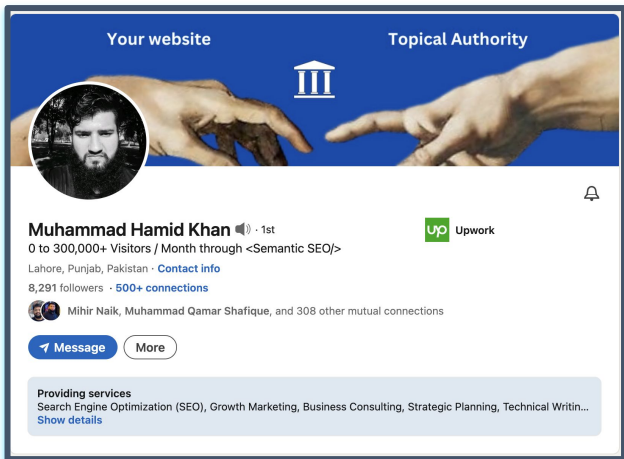 Your website
Topical Authority
Muhammad Hamid Khan · 1st
up Upwork
0 to 300,000+ Visitors / Month through <Semantic SEO/>
Lahore, Punjab, Pakistan · Contact info
8,291 followers · 500+ connections
Mihir Naik, Muhammad Qamar Shafique, and 308 other mutual connections
Message
More
Providing services
Search Engine Optimization (SEO), Growth Marketing, Business Consulting, Strategic Planning, Technical Writin...
Show details